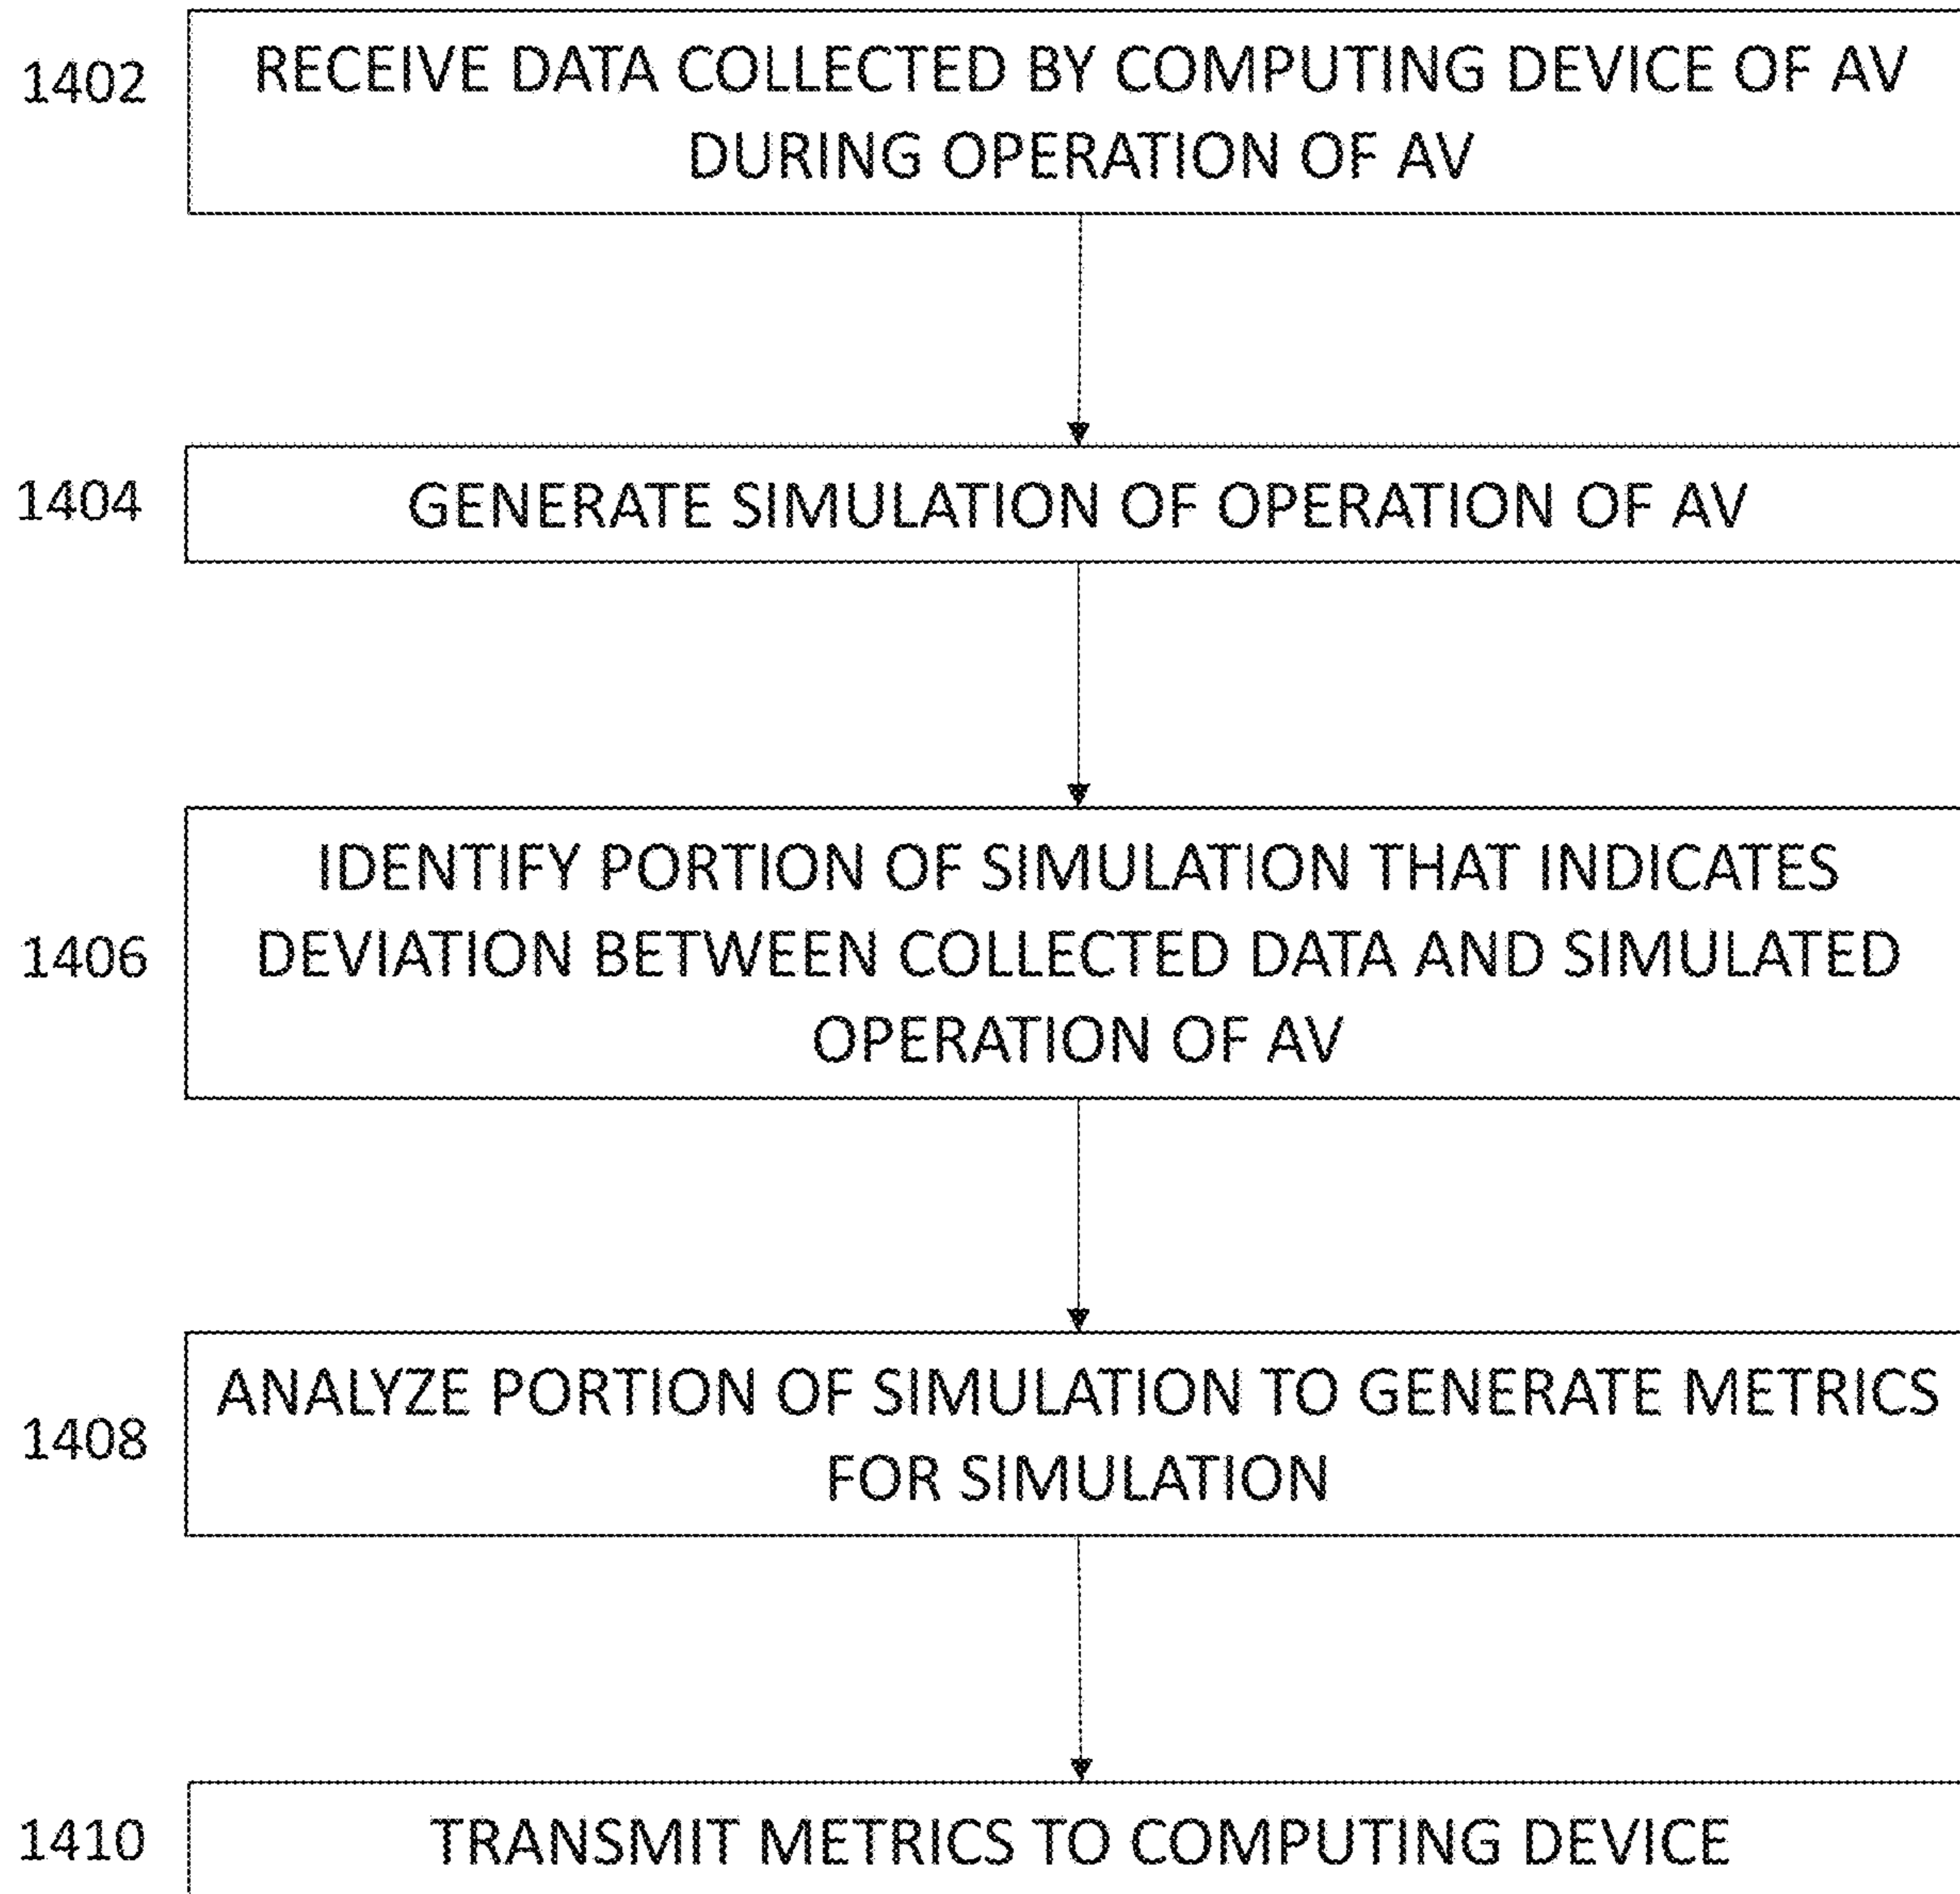 1402
RECEIVE DATA COLLECTED BY COMPUTING DEVICE OF AV
DURING OPERATION OF AV
1404
GENERATE SIMULATION OF OPERATION OF AV
1406
IDENTIFY PORTION OF SIMULATION THAT INDICATES
DEVIATION BETWEEN COLLECTED DATA AND SIMULATED
OPERATION OF AV
1408
ANALYZE PORTION OF SIMULATION TO GENERATE METRICS
FOR SIMULATION
1410
TRANSMIT METRICS TO COMPUTING DEVICE